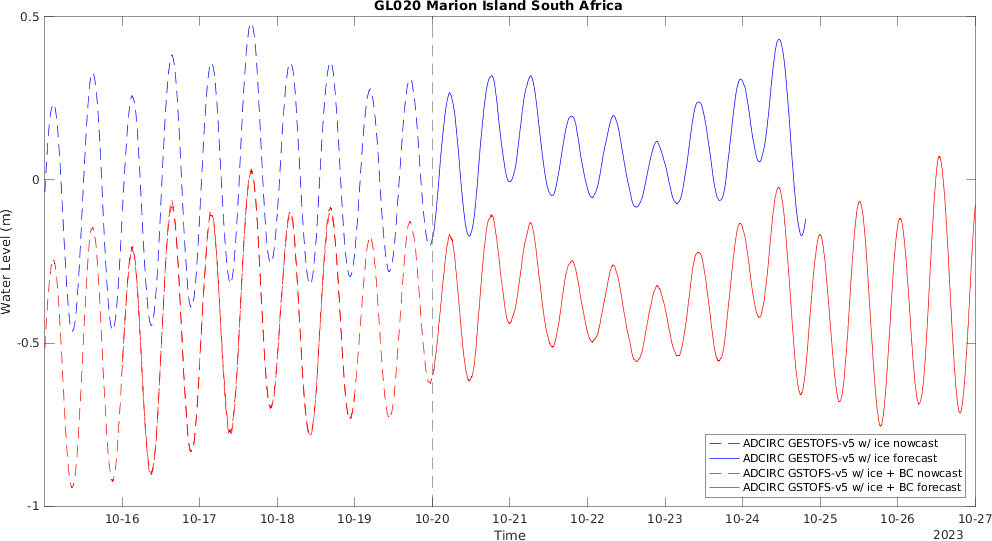 GL020 Marion Island South Africa
0.5
0
-0.5
-1
Water Level (m)
10-16 10-17 10-18 10-19 10-20 10-21 10-22 10-23 10-24 10-25 10-26 10-27
Time
2023
ADCIRC GESTOFS-v5 w/ ice nowcast
ADCIRC GESTOFS-v5 w/ ice forecast
ADCIRC GSTOFS-v5 w/ ice + BC nowcast
ADCIRC GSTOFS-v5 w/ ice + BC forecast